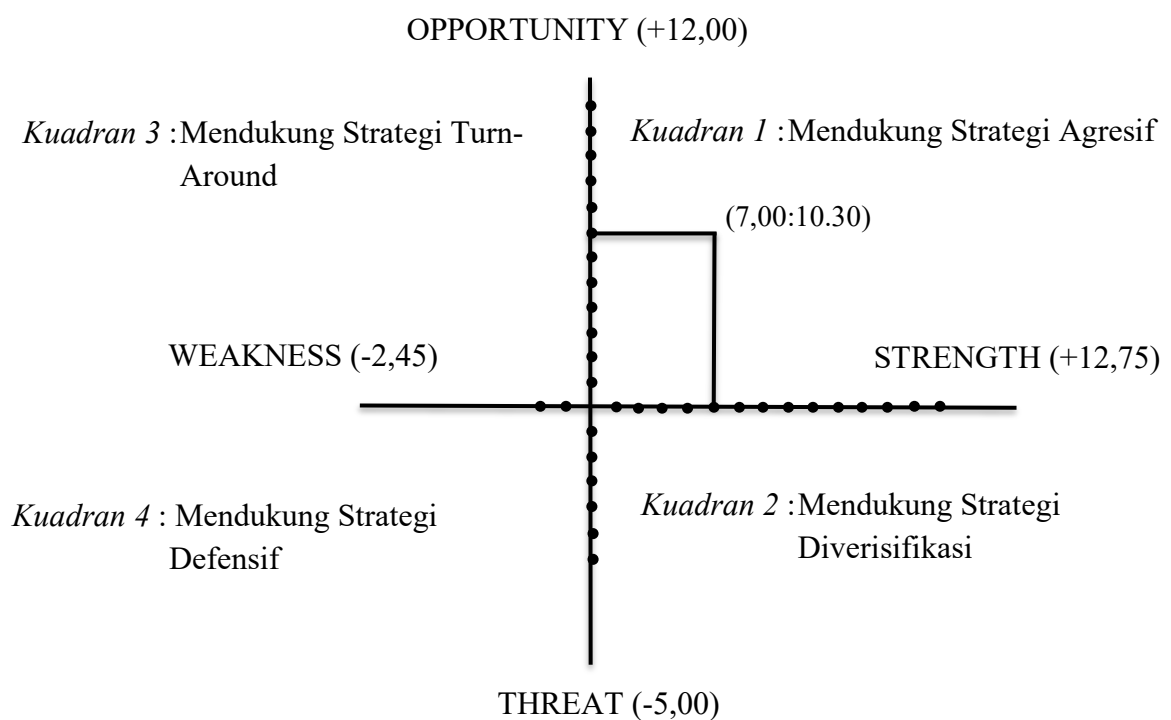 OPPORTUNITY (+12,00)
Kuadran 3 :Mendukung Strategi Turn-
Around
Kuadran 1 :Mendukung Strategi Agresif
(7,00:10.30)
WEAKNESS (-2,45)
STRENGTH (+12,75)
Kuadran 4 : Mendukung Strategi
Defensif
Kuadran 2 :Mendukung Strategi
Diverisifikasi
THREAT (-5,00)